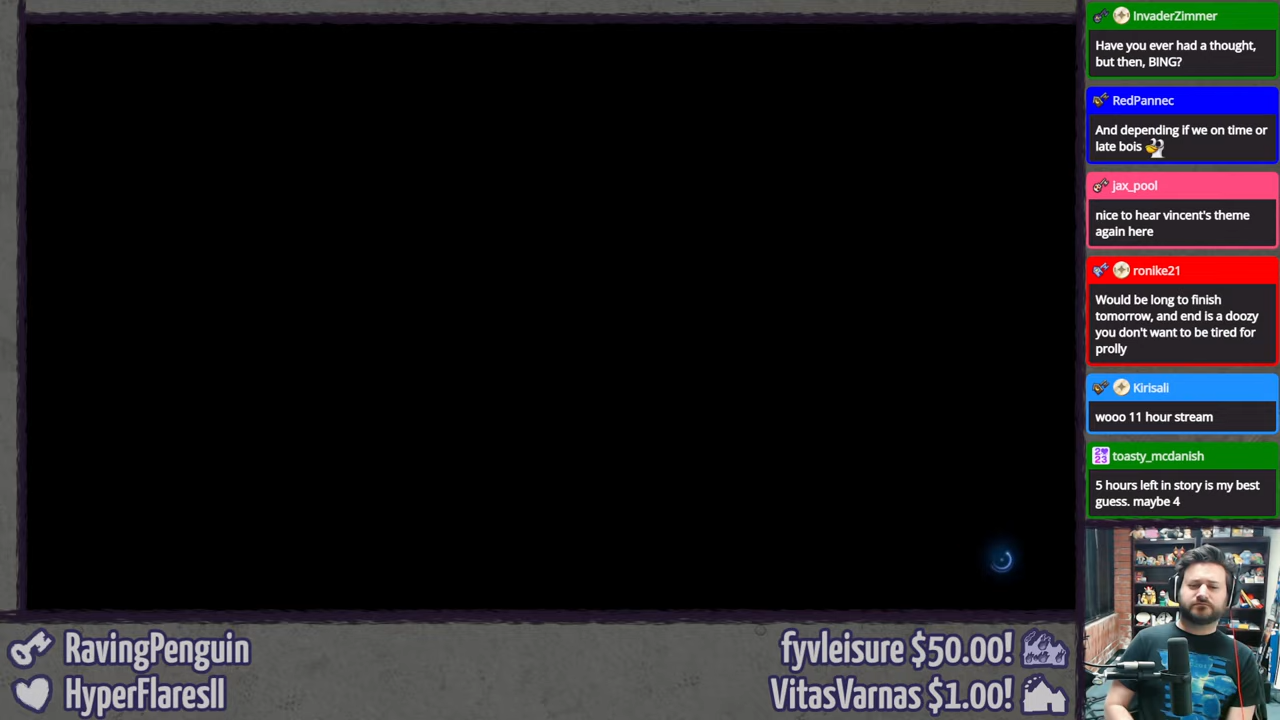 InvaderZimmer
Have you ever had a thought,
but then, BING?
RedPannec
And depending if we on time or
late bois
jax_pool
nice to hear vincent's theme
again here
ronike21
Would be long to finish
tomorrow, and end is a doozy
you don't want to be tired for
prolly
Kirisali
wooo 11 hour stream
toasty_mcdanish
5 hours left in story is my best
guess. maybe 4
RavingPenguin
HyperFlaresII
fyvleisure $50.00!
VitasVarnas $1.00!